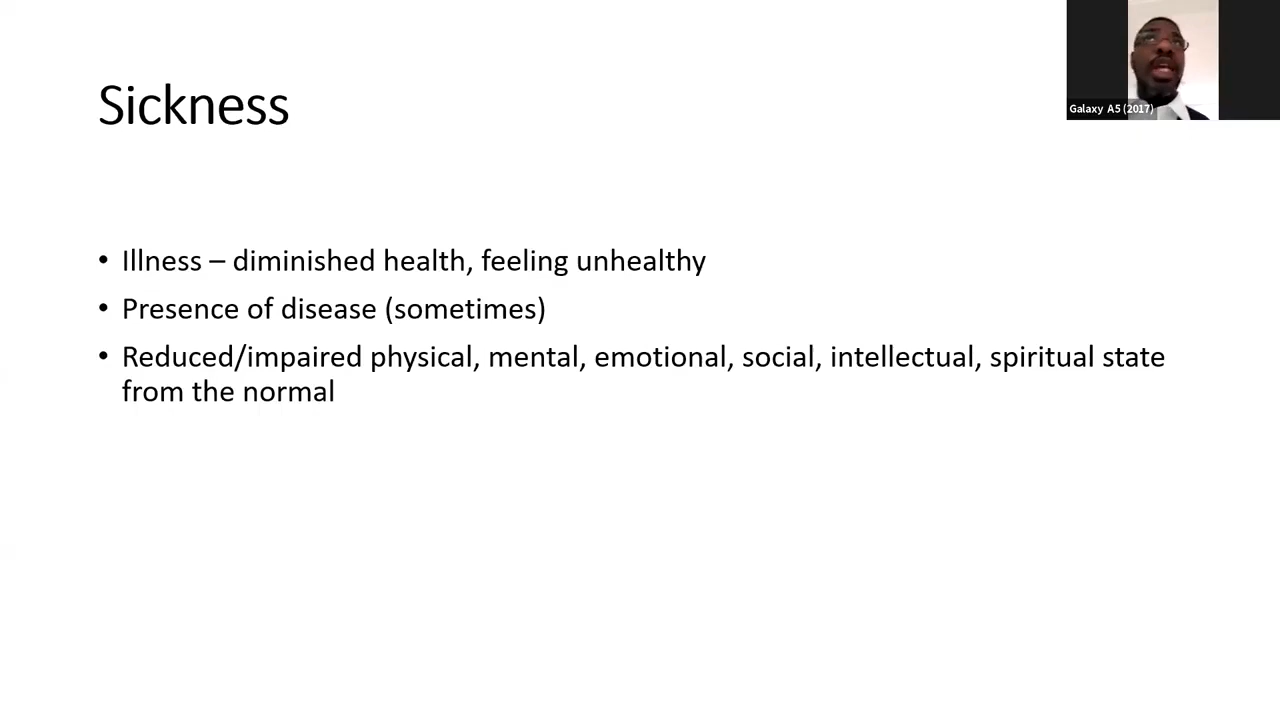 Sickness
Galaxy A5 (2017)
• Illness – diminished health, feeling unhealthy
• Presence of disease (sometimes)
• Reduced/impaired physical, mental, emotional, social, intellectual, spiritual state
from the normal